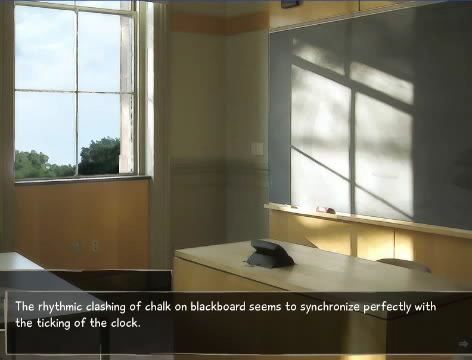 The rhythmic clashing of chalk on blackboard seems to synchronize perfectly with
the ticking of the clock.